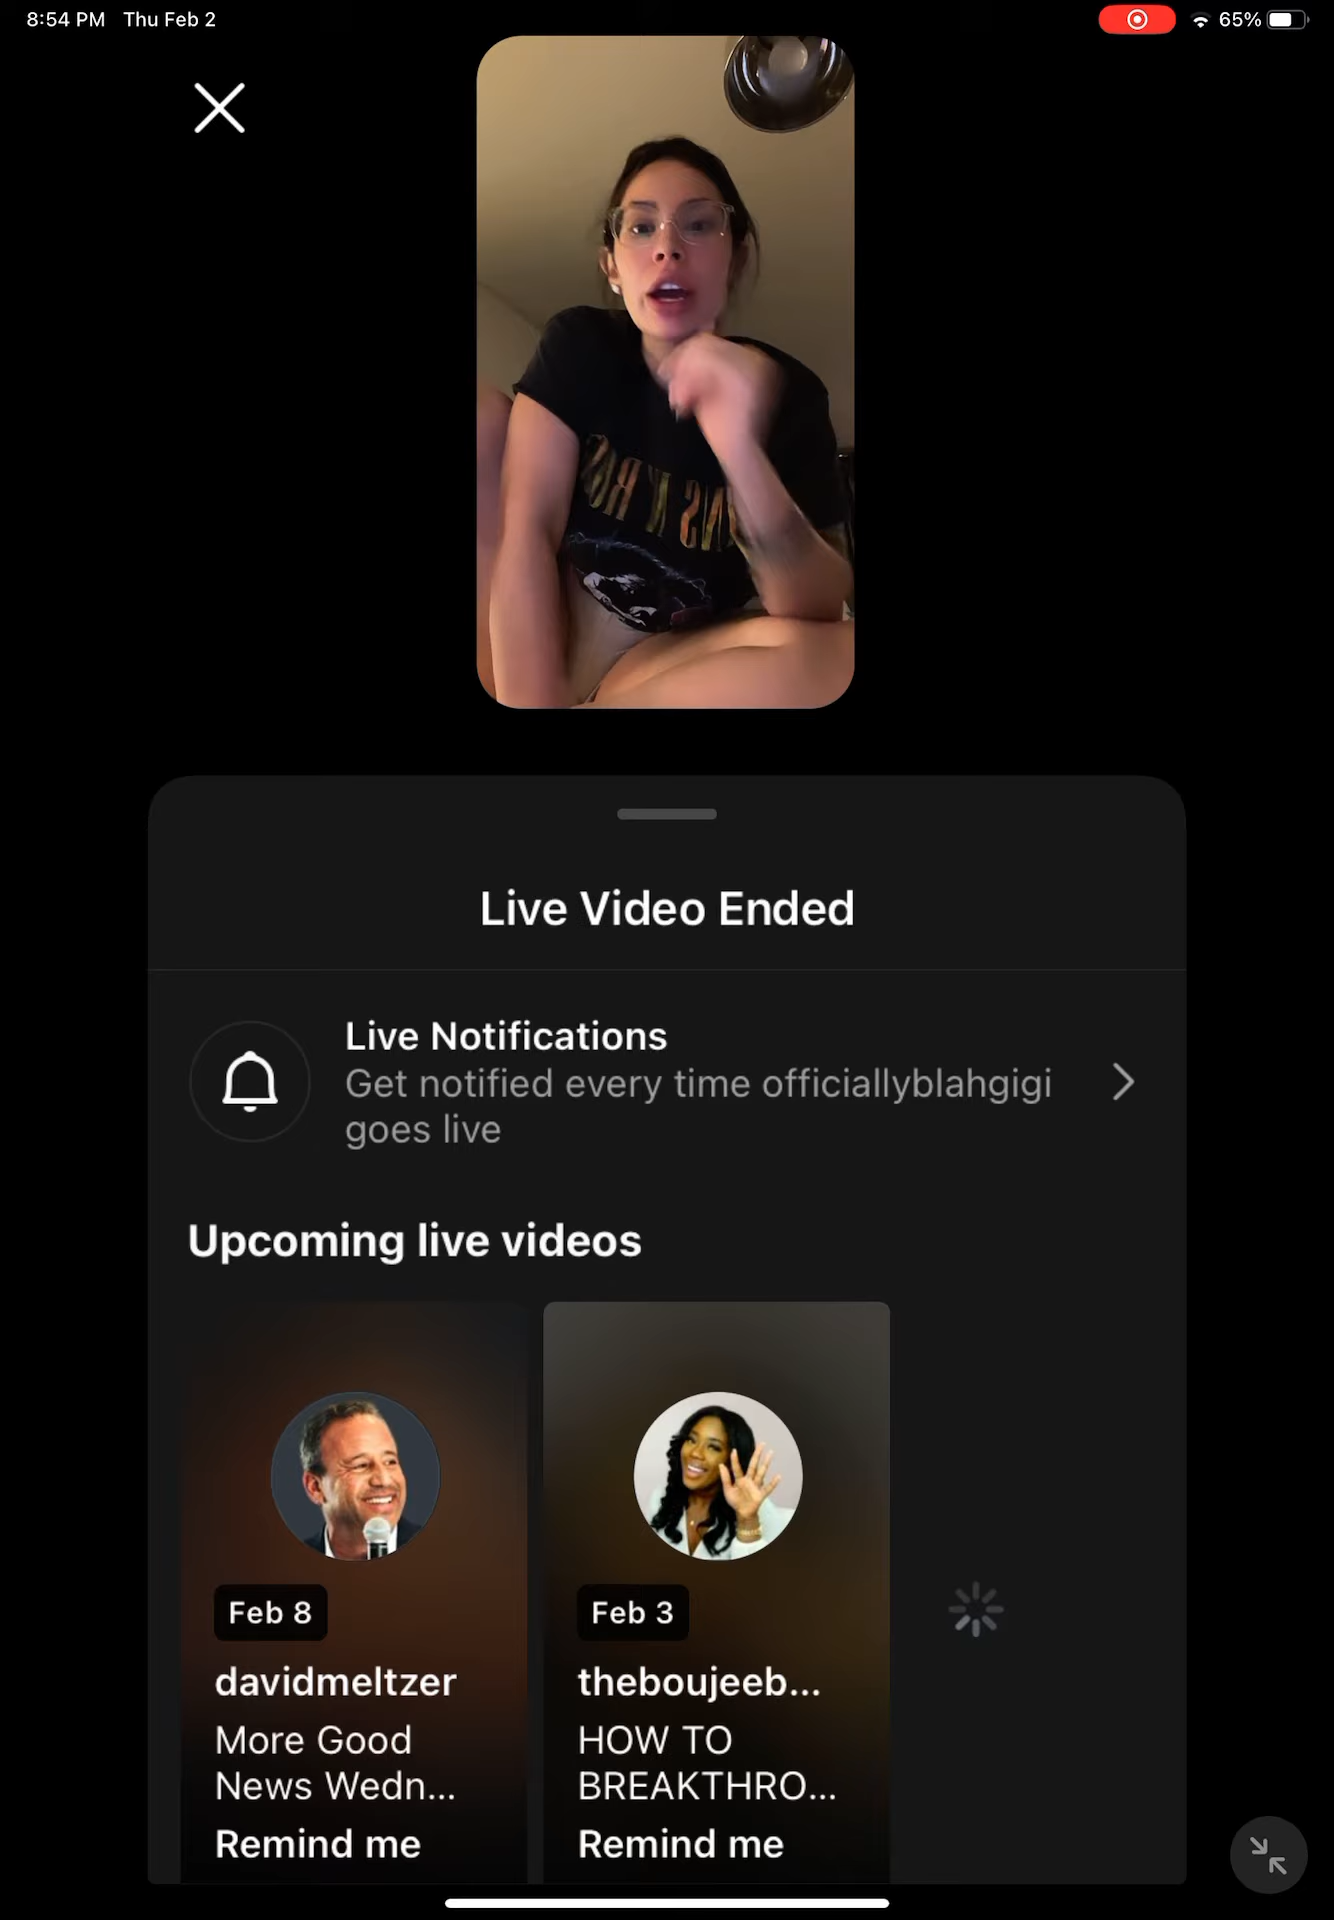 8:54 PM Thu Feb 2
65%
Live Video Ended
Live Notifications
Get notified every time officiallyblahgigi
goes live
Upcoming live videos
Feb 8
davidmeltzer
More Good
News Wedn...
Remind me
Feb 3
theboujeeb...
HOW TO
BREAKTHRO...
Remind me